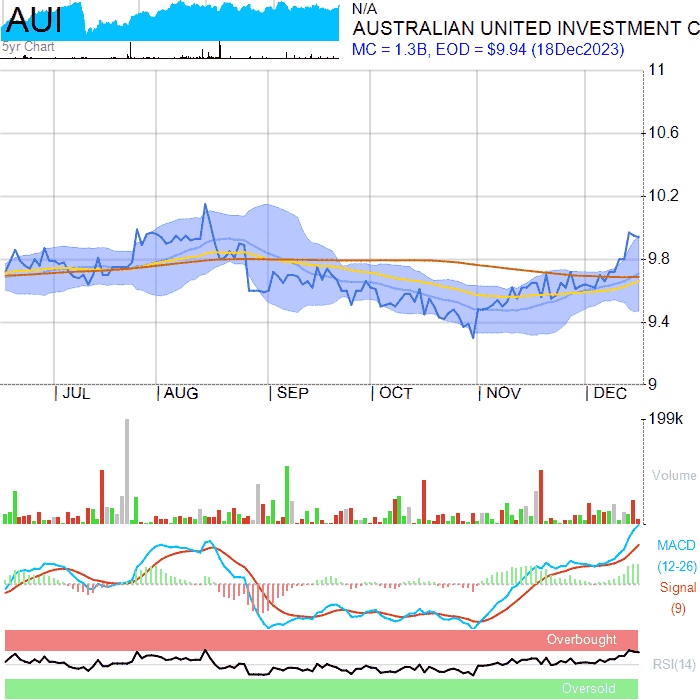 AUI
5yr Chart
N/A
AUSTRALIAN UNITED INVESTMENT C
MC = 1.3B, EOD = $9.94 (18Dec2023)
11
10.6
10.2
9.8
9.4
9
JUL AUG SEP OCT NOV DEC
199k
Volume
MACD
(12-26)
Signal
(9)
Overbought
RSI(14)
Oversold